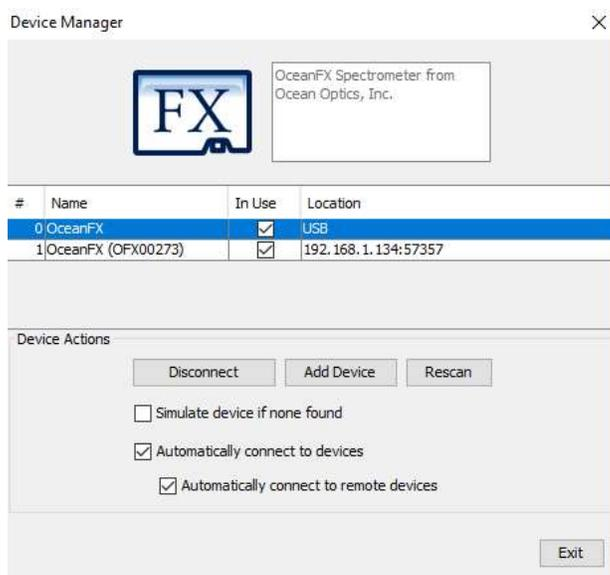 Device Manager
FX
OceanFX Spectrometer from
Ocean Optics, Inc.
# Name In Use Location
0 OceanFX USB
1 OceanFX (OFX00273) 192.168.1.134:57357
Device Actions
Disconnect Add Device Rescan
Simulate device if none found
Automatically connect to devices
Automatically connect to remote devices
Exit